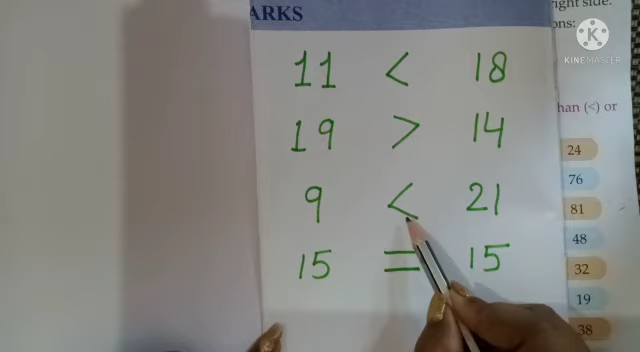 ARKS
11 < 18
19 > 14
9 < 21
15 = 15
ight side.
ons:
KINEMASTER
han (<) or
24
76
81
48
32
19
38